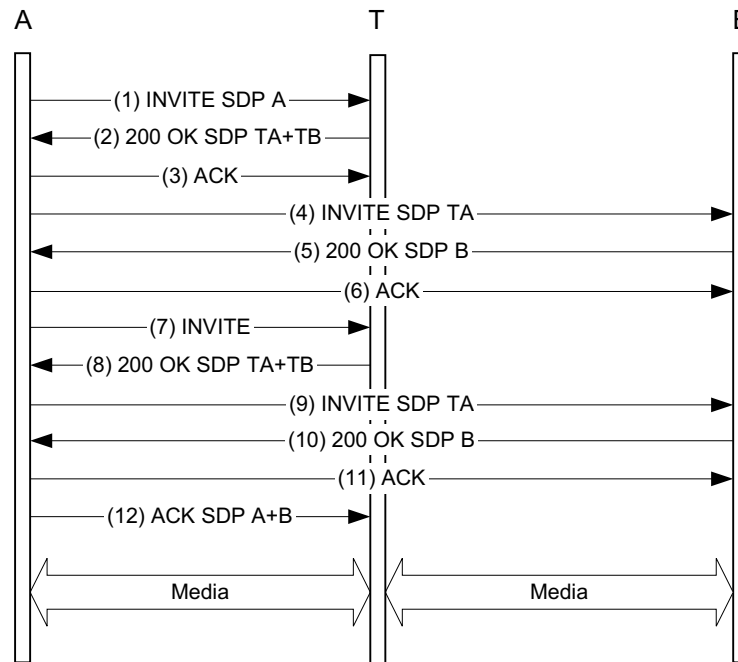 A T
(1) INVITE SDP A
(2) 200 OK SDP TA+TB
(3) ACK
(4) INVITE SDP TA
(5) 200 OK SDP B
(6) ACK
(7) INVITE
(8) 200 OK SDP TA+TB
(9) INVITE SDP TA
(10) 200 OK SDP B
(11) ACK
(12) ACK SDP A+B
Media Media